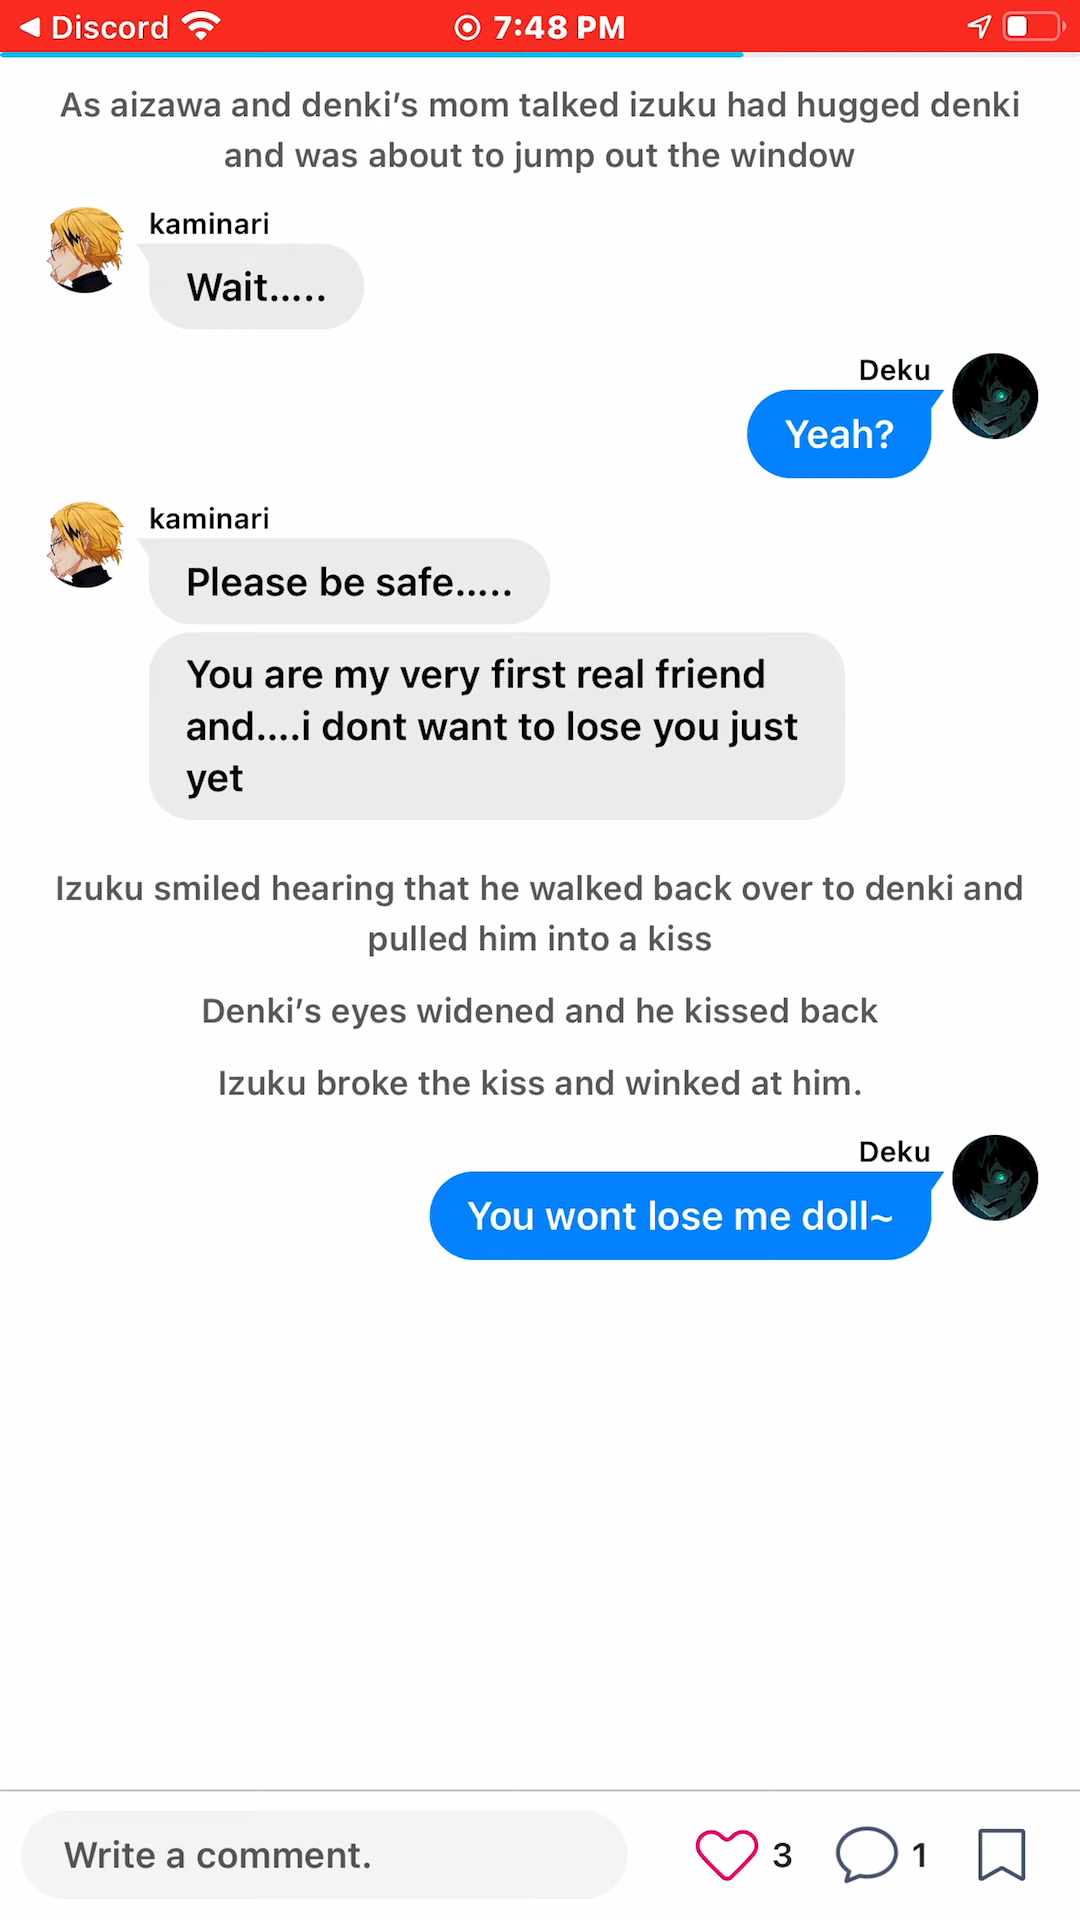 Discord
7:48 PM
As aizawa and denki’s mom talked izuku had hugged denki
and was about to jump out the window
kaminari
Wait.....
Deku
Yeah?
kaminari
Please be safe.....
You are my very first real friend
and....i dont want to lose you just
yet
Izuku smiled hearing that he walked back over to denki and
pulled him into a kiss
Denki’s eyes widened and he kissed back
Izuku broke the kiss and winked at him.
Deku
You wont lose me doll~
Write a comment.
3
1